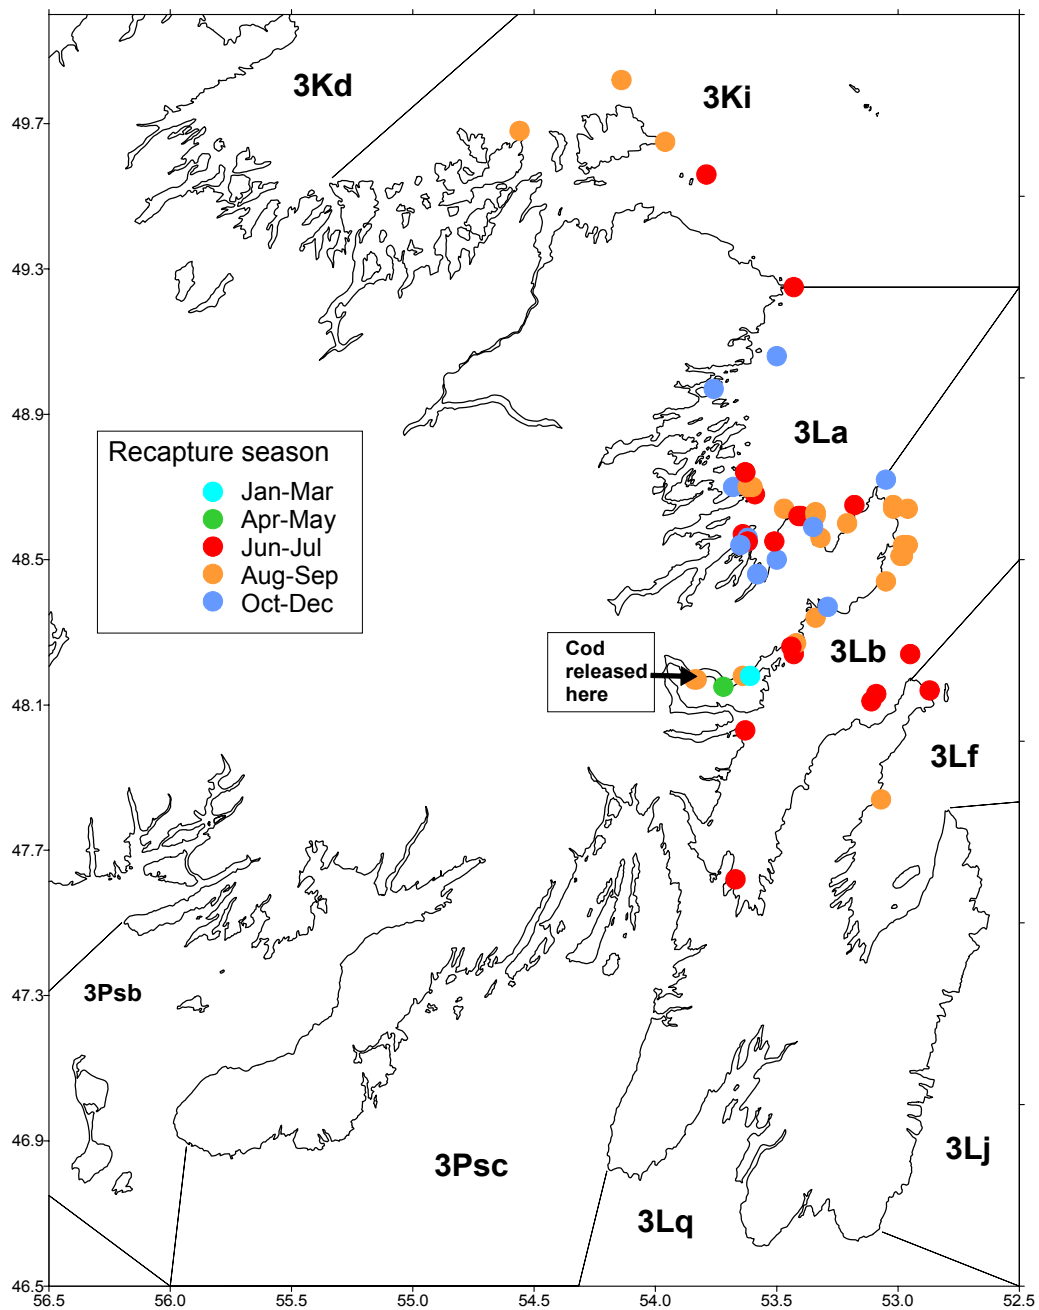 3Kd
3Ki
49.7
49.3
48.9
3La
Recapture season
Jan-Mar
Apr-May
Jun-Jul
Aug-Sep
Oct-Dec
48.5
Cod
released
here
3Lb
48.1
3Lf
47.7
3Psb
47.3
46.9
3Psc
3Lj
3Lq
46.5
56.5 56.0 55.5 55.0 54.5 54.0 53.5 53.0 52.5